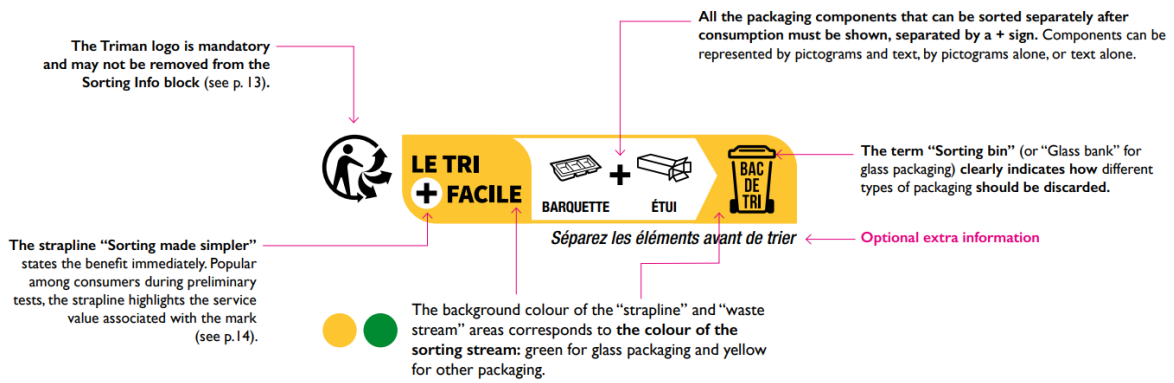 All the packaging components that can be sorted separately after
consumption must be shown, separated by a + sign. Components can be
represented by pictograms and text, by pictograms alone, or text alone.
The Triman logo is mandatory
and may not be removed from the
Sorting Info block (see p. 13).
LE TRI
+ FACILE
BARQUETTE
+
ÉTUI
BAC
DE
TRI
The term “Sorting bin” (or “Glass bank” for
glass packaging) clearly indicates how different
types of packaging should be discarded.
Séparez les éléments avant de trier
Optional extra information
The strapline “Sorting made simpler”
states the benefit immediately. Popular
among consumers during preliminary
tests, the strapline highlights the service
value associated with the mark
(see p.14).
The background colour of the “strapline” and “waste
stream” areas corresponds to the colour of the
sorting stream: green for glass packaging and yellow
for other packaging.